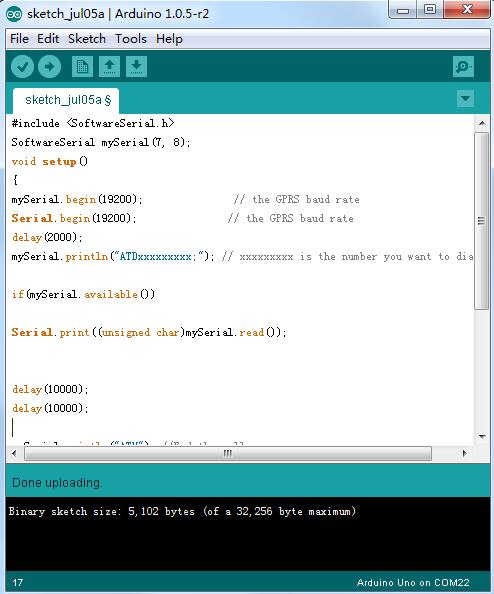 sketch_jul05a | Arduino 1.0.5-r2
File Edit Sketch Tools Help
sketch_jul05a §
#include <SoftwareSerial.h>
SoftwareSerial mySerial(7, 8);
void setup()
{
mySerial.begin(19200); // the GPRS baud rate
Serial.begin(19200); // the GPRS baud rate
delay(2000);
mySerial.println("ATDxxxxxxxxx;"); // xxxxxxxxx is the number you want to dia
if(mySerial.available())
Serial.print((unsigned char)mySerial.read());
delay(10000);
delay(10000);
Done uploading.
Binary sketch size: 5,102 bytes (of a 32,256 byte maximum)
17 Arduino Uno on COM22